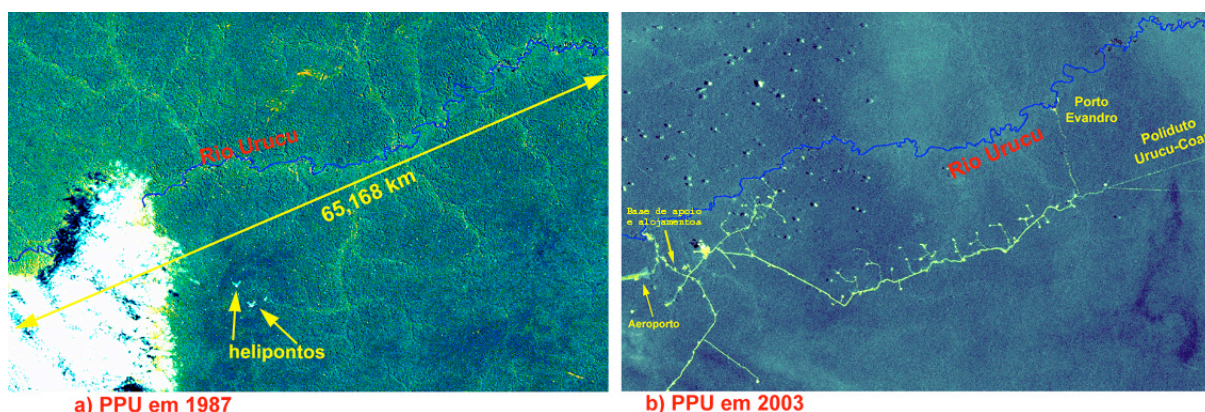 Rio Urucu
65,168 km
helipontos
a) PPU em 1987
Porto
Evandro
Poliduto
Urucu-Coar
Rio Urucu
Base de apoio
e alojamentos
Aeroporto
b) PPU em 2003